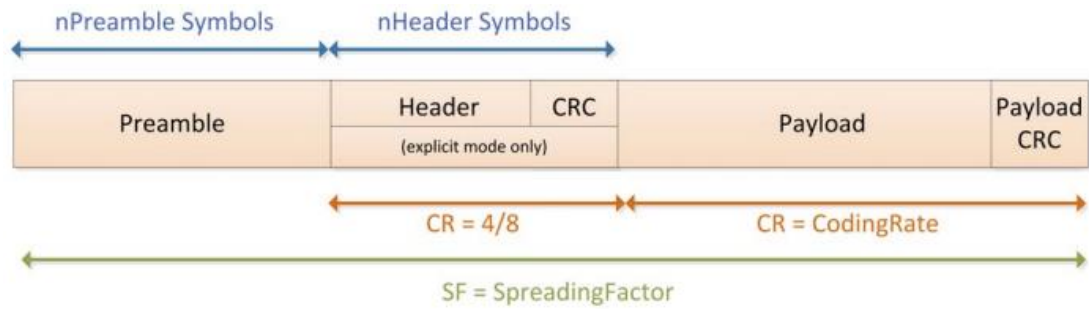 nPreamble Symbols
nHeader Symbols
Preamble
Header
CRC
(explicit mode only)
Payload
Payload
CRC
CR = 4/8
CR = CodingRate
SF = SpreadingFactor